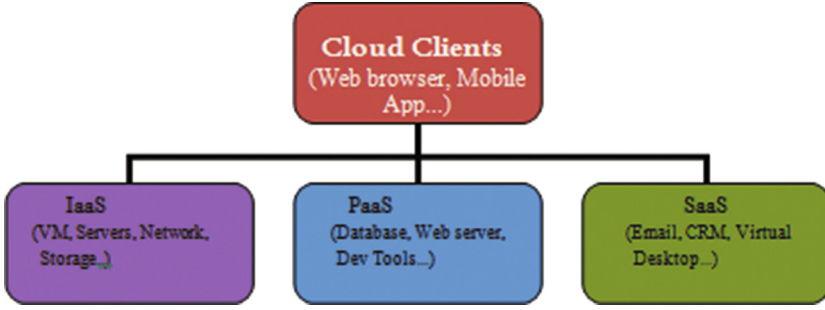 Cloud Clients
(Web browser, Mobile
App...)
IaaS
(VM, Servers, Network,
Storage..)
PaaS
(Database, Web server,
Dev Tools...)
SaaS
(Email, CRM, Virtual
Desktop...)